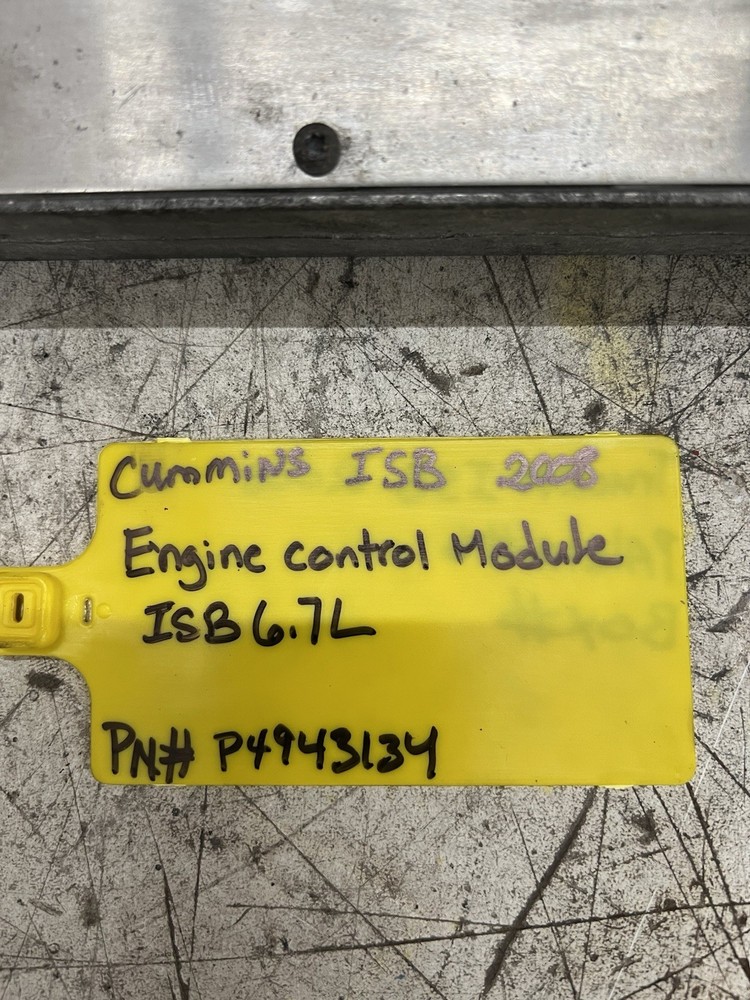 Cummins ISB 2008
Engine control Module
ISB 6.7L
PN# P4943134